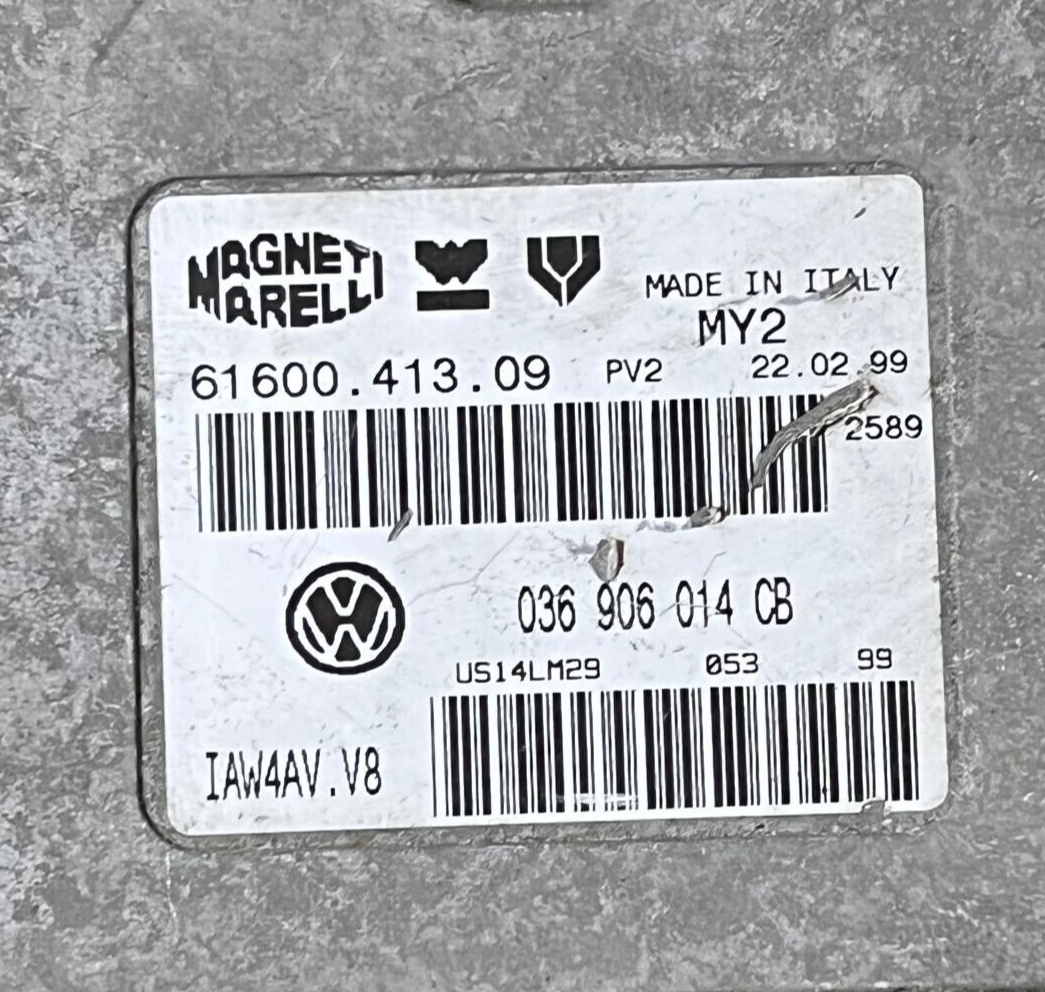 MAGNETI
MARELLI
MADE IN ITALY
MY2
61600.413.09 PV2 22.02.99
2589
036 906 014 CB
US14LM29 053 99
IAW4AV.V8